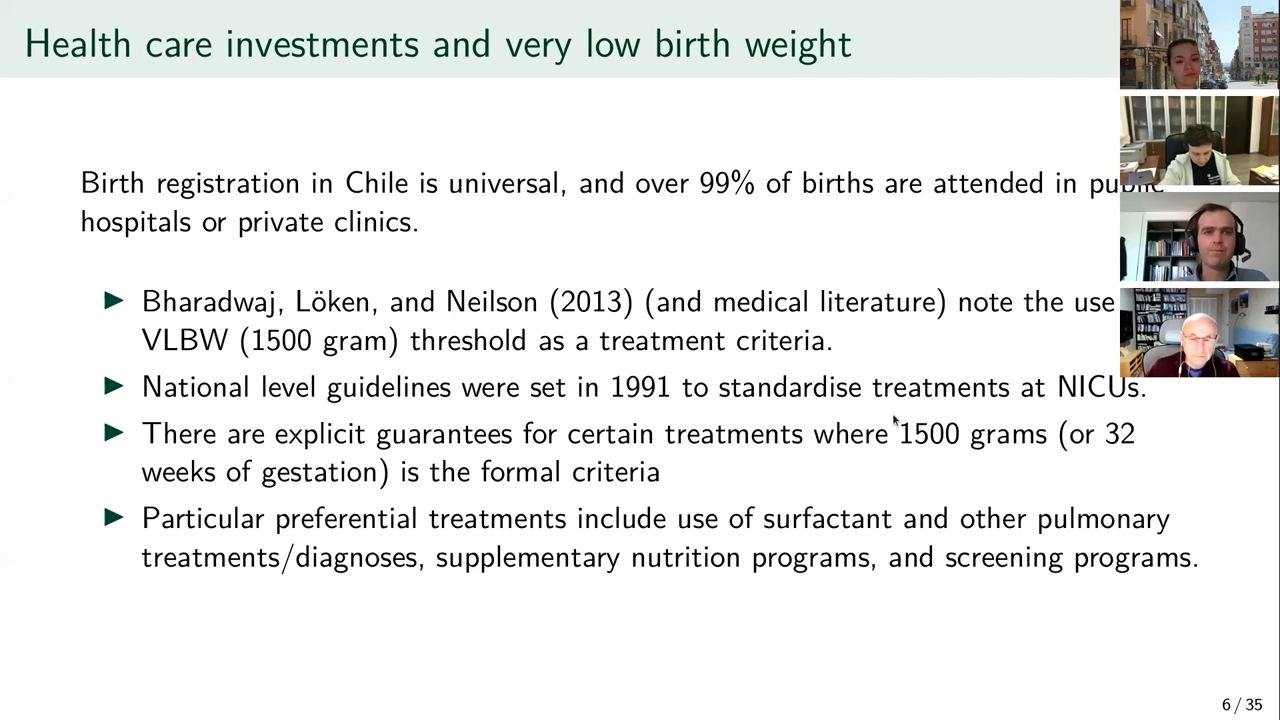 Health care investments and very low birth weight
Birth registration in Chile is universal, and over 99% of births are attended in public
hospitals or private clinics.
▶ Bharadwaj, Löken, and Neilson (2013) (and medical literature) note the use
VLBW (1500 gram) threshold as a treatment criteria.
▶ National level guidelines were set in 1991 to standardise treatments at NICUs.
▶ There are explicit guarantees for certain treatments where 1500 grams (or 32
weeks of gestation) is the formal criteria
▶ Particular preferential treatments include use of surfactant and other pulmonary
treatments/diagnoses, supplementary nutrition programs, and screening programs.
6 / 35